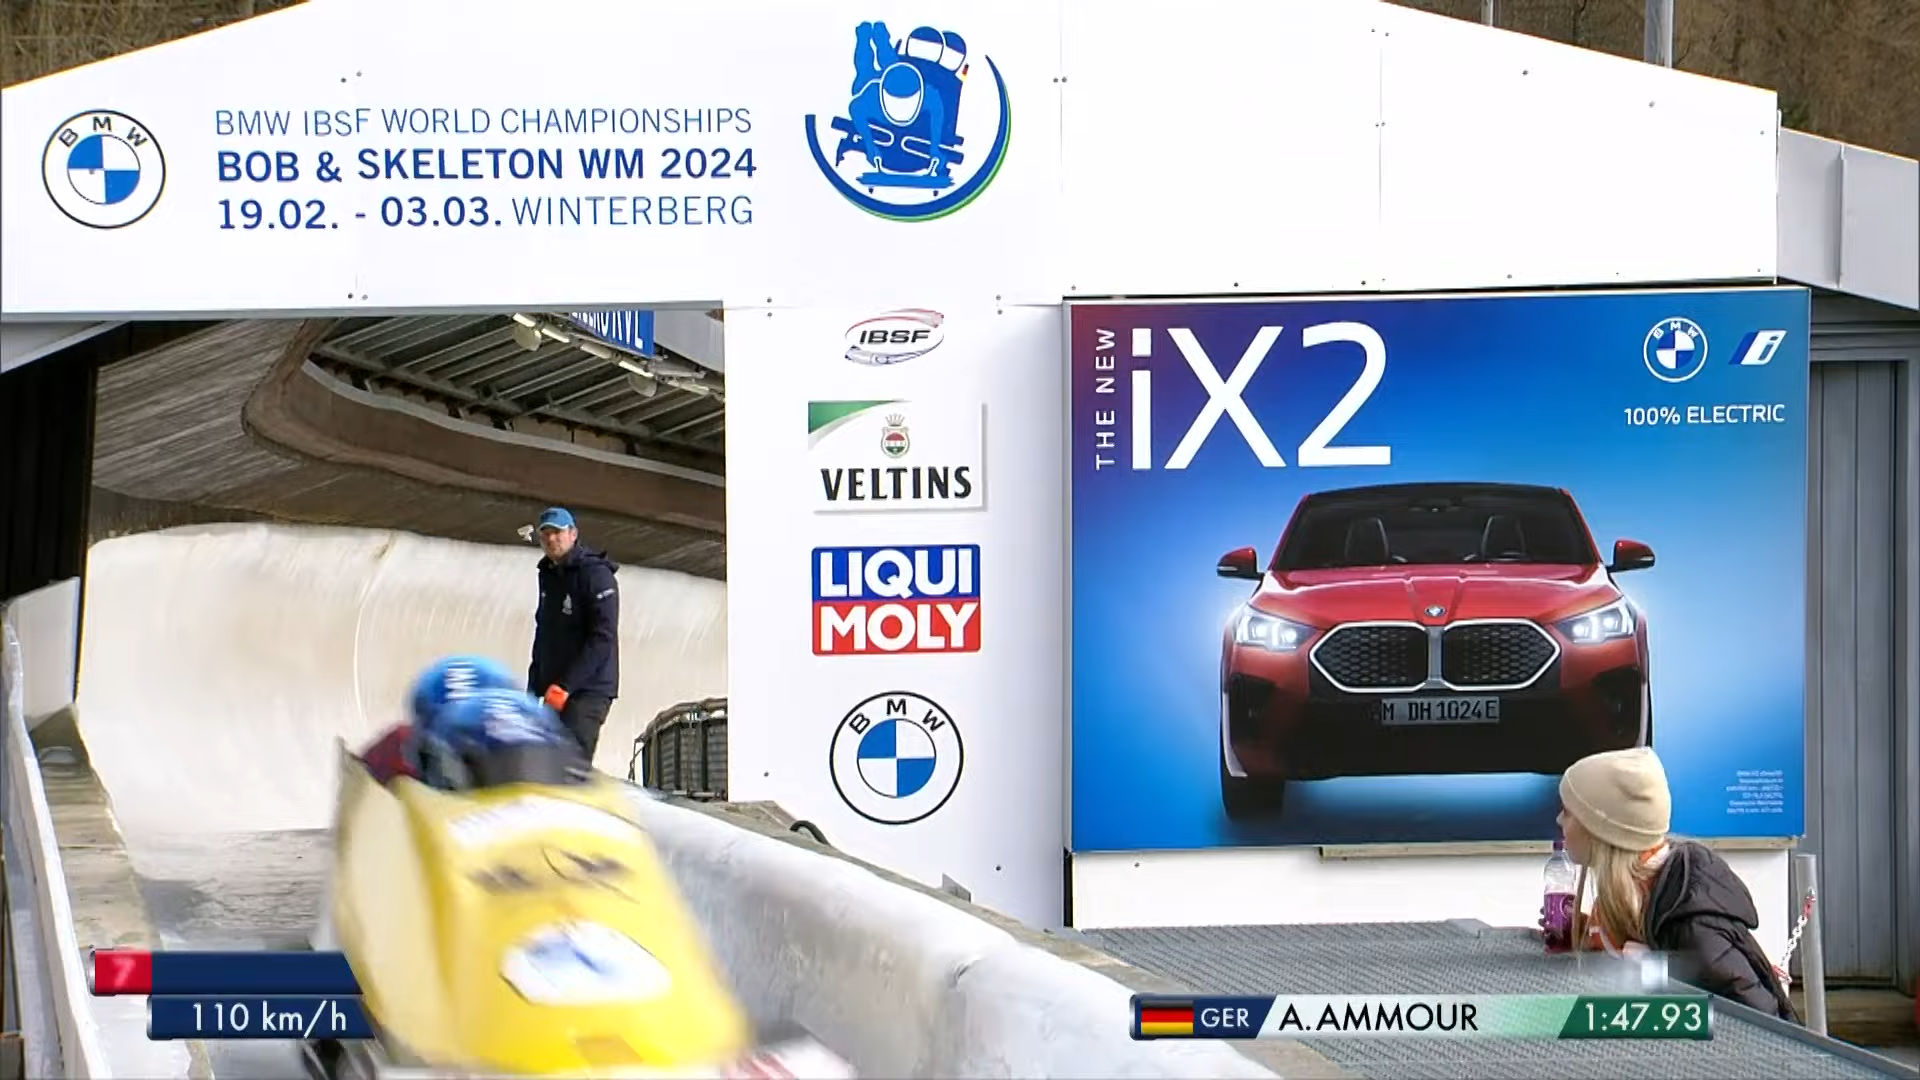 BMW IBSF WORLD CHAMPIONSHIPS
BOB & SKELETON WM 2024
19.02. - 03.03. WINTERBERG
BMW
IBSF
VELTINS
LIQUI
MOLY
BMW
THE NEW
iX2
BMW
i
100% ELECTRIC
M DH 1024E
7
110 km/h
GER A.AMMOUR 1:47.93